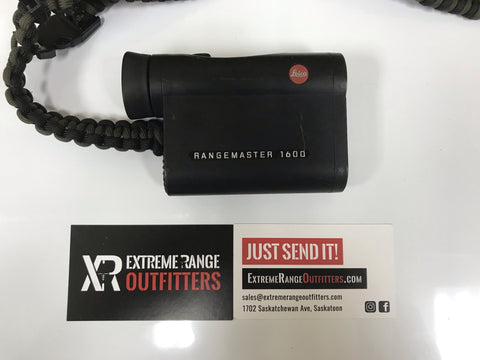 Leica
RANGEMASTER 1600
XR EXTREME RANGE
OUTFITTERS
JUST SEND IT!
EXTREMERANGEOUTFITTERS.COM
sales@extremerangeoutfitters.com
1702 Saskatchewan Ave, Saskatoon